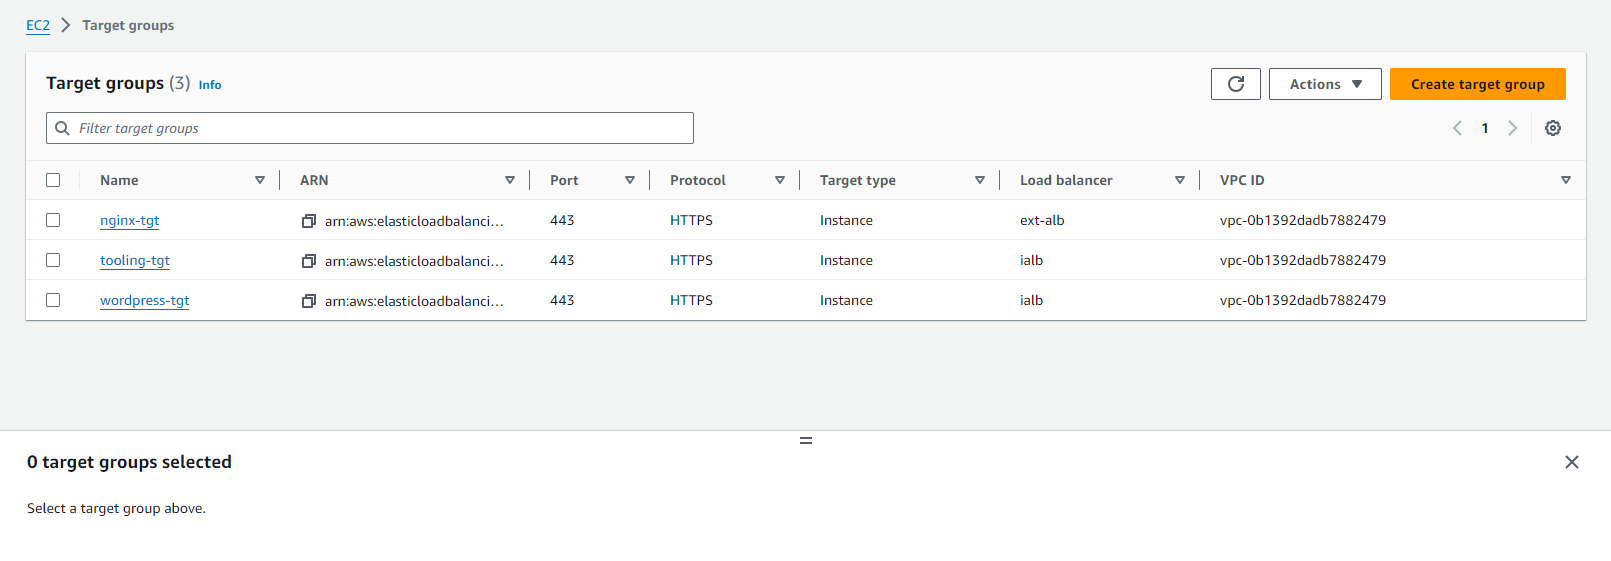 EC2 Target groups
Target groups (3) Info
Actions
Create target group
Filter target groups
1
Name ARN Port Protocol Target type Load balancer VPC ID
nginx-tgt arn:aws:elasticloadbalanci... 443 HTTPS Instance ext-alb vpc-0b1392dadb7882479
tooling-tgt arn:aws:elasticloadbalanci... 443 HTTPS Instance ialb vpc-0b1392dadb7882479
wordpress-tgt arn:aws:elasticloadbalanci... 443 HTTPS Instance ialb vpc-0b1392dadb7882479
0 target groups selected
Select a target group above.